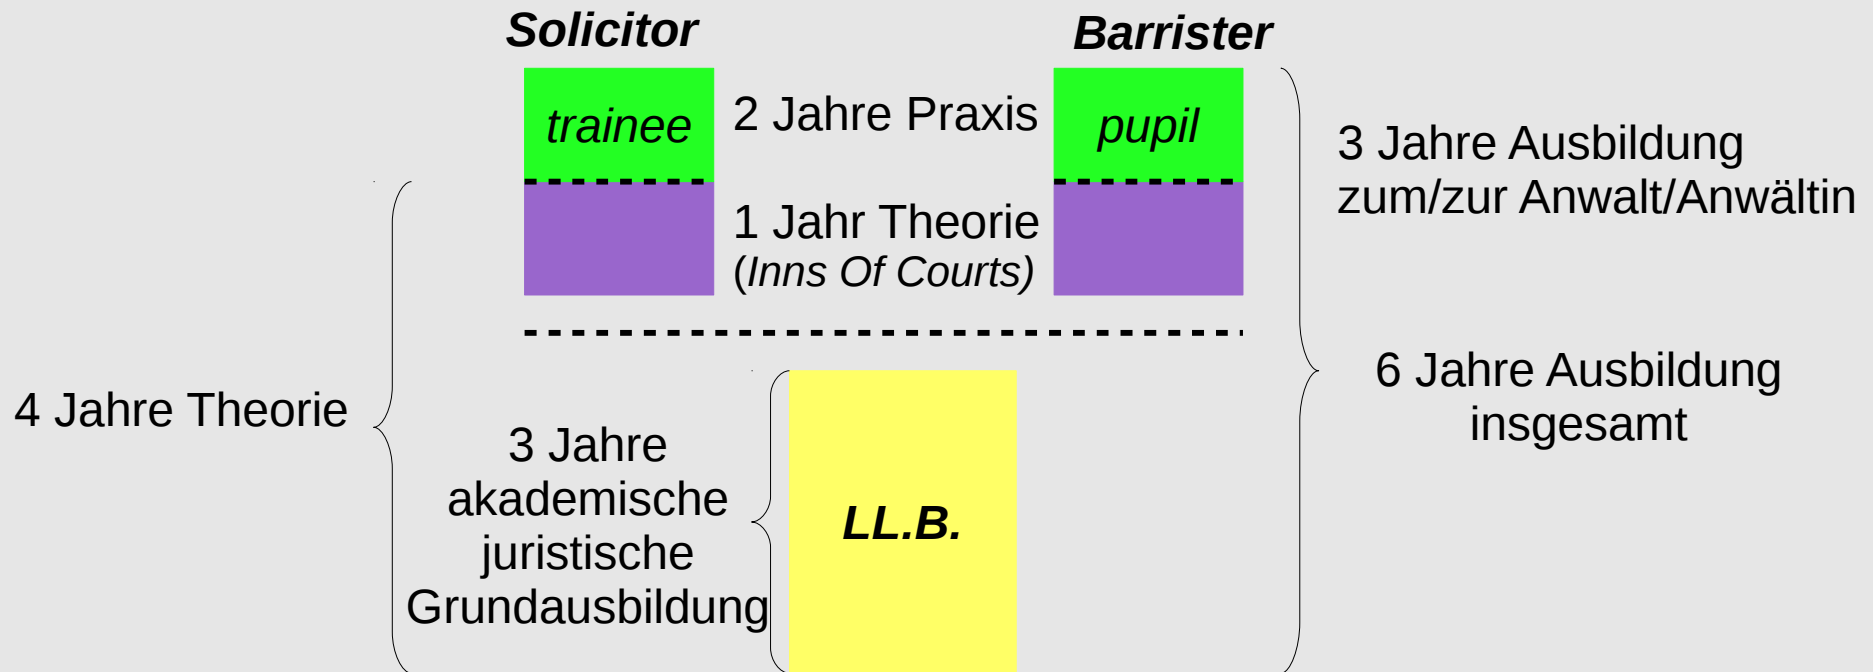 Solicitor
Barrister
trainee
2 Jahre Praxis
pupil
3 Jahre Ausbildung
zum/zur Anwalt/Anwältin
1 Jahr Theorie
(Inns Of Courts)
4 Jahre Theorie
6 Jahre Ausbildung
insgesamt
3 Jahre
akademische
juristische
Grundausbildung
LL.B.